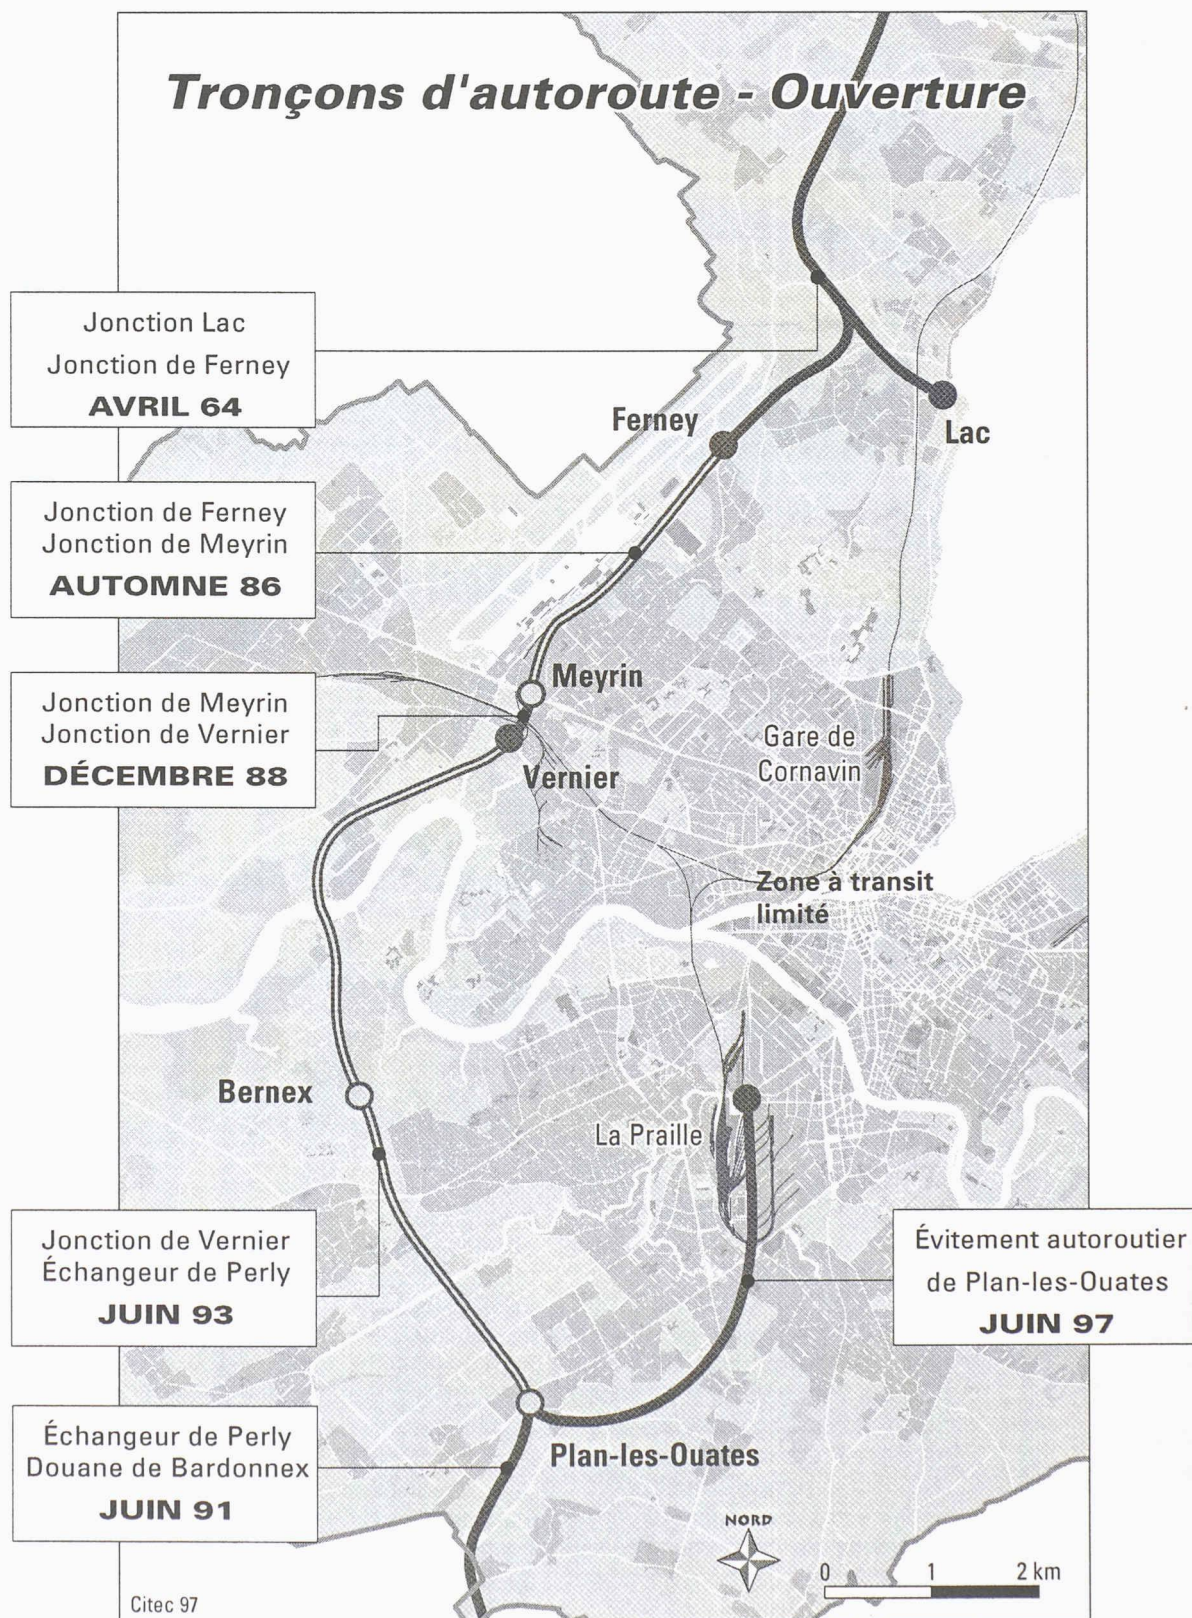 Tronçons d'autoroute - Ouverture
Jonction Lac
Jonction de Ferney
AVRIL 64
Ferney
Lac
Jonction de Ferney
Jonction de Meyrin
AUTOMNE 86
Meyrin
Jonction de Meyrin
Jonction de Vernier
DÉCEMBRE 88
Vernier
Gare de
Cornavin
Zone à transit
limité
Bernex
La Praille
Jonction de Vernier
Échangeur de Perly
JUIN 93
Évitement autoroutier
de Plan-les-Ouates
JUIN 97
Échangeur de Perly
Douane de Bardonnex
JUIN 91
Plan-les-Ouates
NORD
0 1 2 km
Citec 97